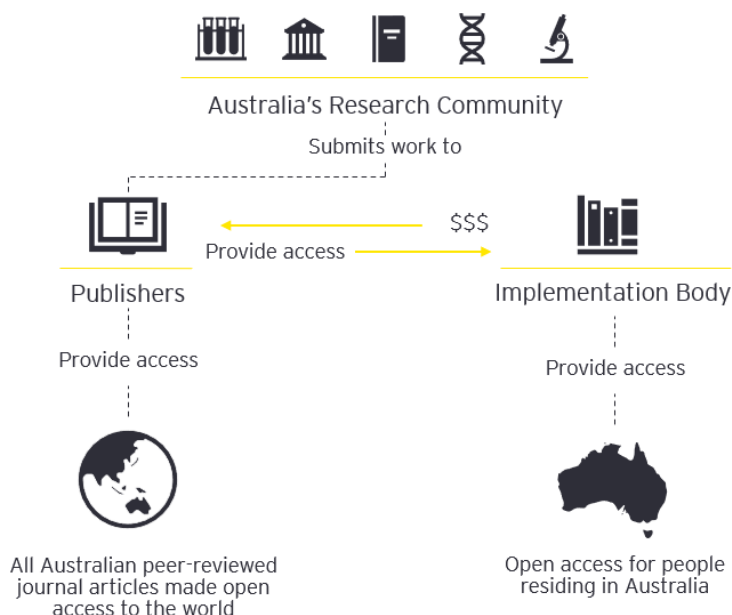 Australia's Research Community
Submits work to
$$$
Provide access
Publishers
Implementation Body
Provide access
Provide access
All Australian peer-reviewed
journal articles made open
access to the world
Open access for people
residing in Australia